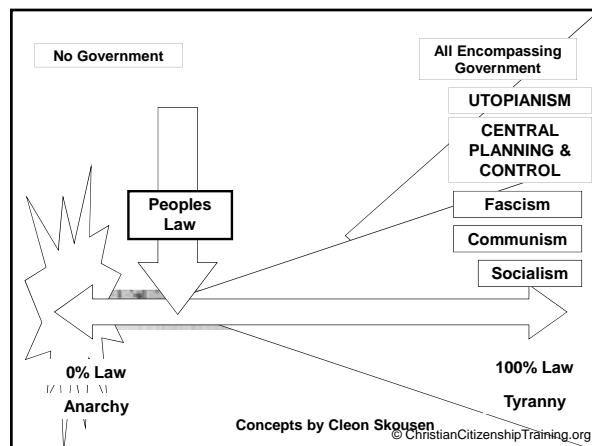 No Government
All Encompassing
Government
UTOPIANISM
CENTRAL
PLANNING &
CONTROL
Peoples
Law
Fascism
Communism
Socialism
0% Law
Anarchy
100% Law
Tyranny
Concepts by Cleon Skousen
© ChristianCitizenshipTraining.org